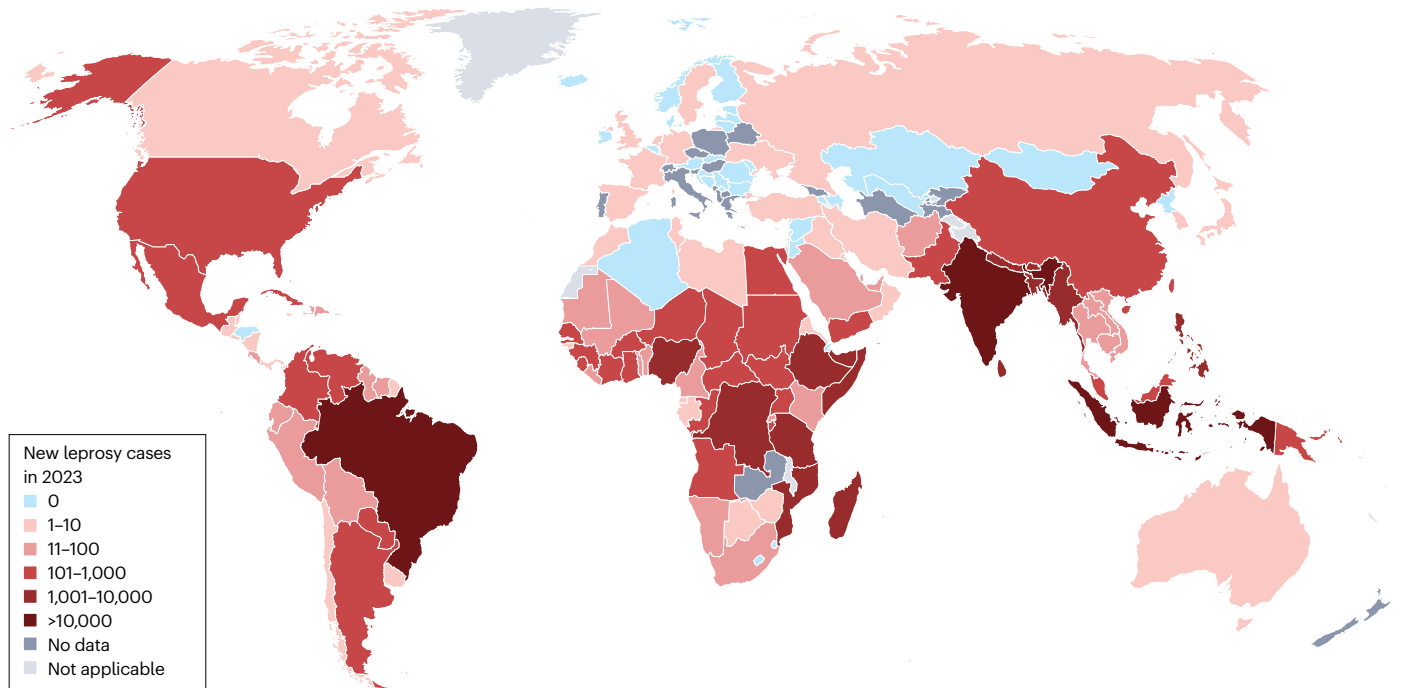 New leprosy cases
in 2023
0
1–10
11–100
101–1,000
1,001–10,000
>10,000
No data
Not applicable